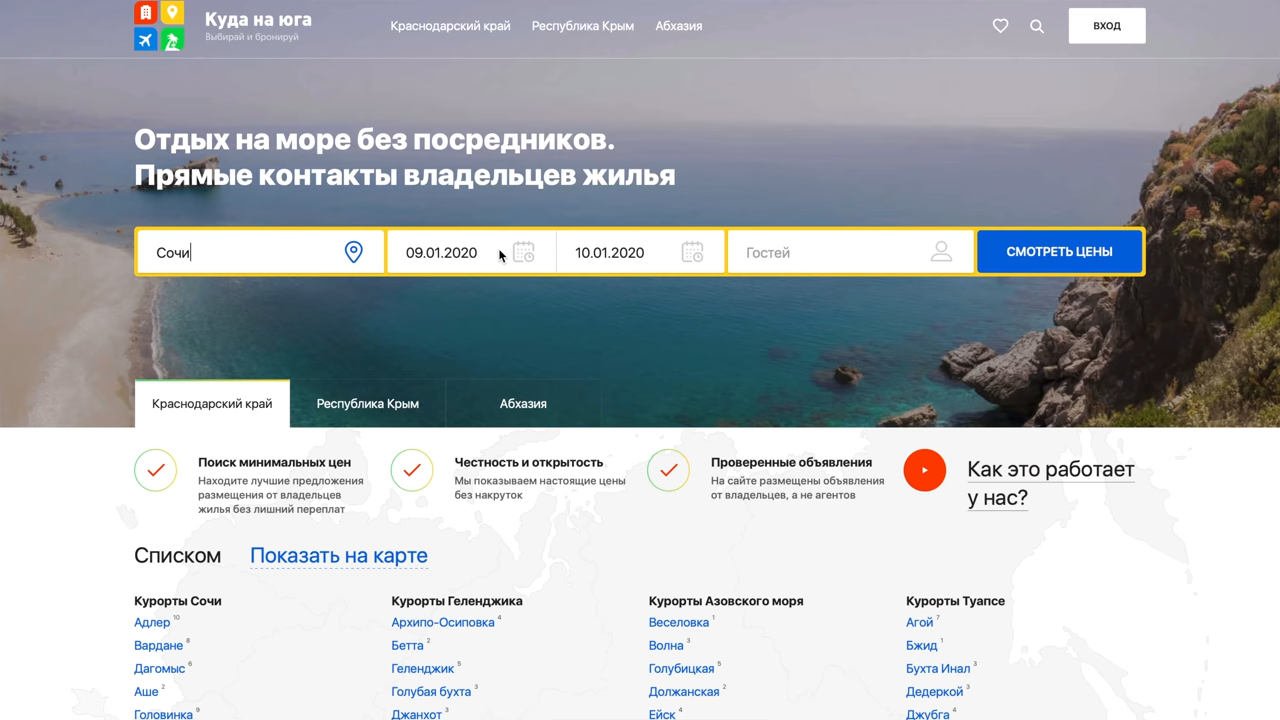 Куда на юга
Выбирай и бронируй
Краснодарский край
Республика Крым
Абхазия
ВХОД
Отдых на море без посредников.
Прямые контакты владельцев жилья
Сочи
09.01.2020
10.01.2020
Гостей
СМОТРЕТЬ ЦЕНЫ
Краснодарский край
Республика Крым
Абхазия
Поиск минимальных цен
Находите лучшие предложения
размещения от владельцев
жилья без лишний переплат
Честность и открытость
Мы показываем настоящие цены
без накруток
Проверенные объявления
На сайте размещены объявления
от владельцев, а не агентов
Как это работает
у нас?
Списком
Показать на карте
Курорты Сочи
Адлер 10
Вардане 8
Дагомыс 6
Аше 2
Головинка 9
Курорты Геленджика
Архипо-Осиповка 4
Бетта 2
Геленджик 5
Голубая бухта 3
Джанхот 3
Курорты Азовского моря
Веселовка 1
Волна 3
Голубицкая 5
Должанская 2
Ейск 4
Курорты Туапсе
Агой 7
Бжид 1
Бухта Инал 3
Дедеркой 3
Джубга 4